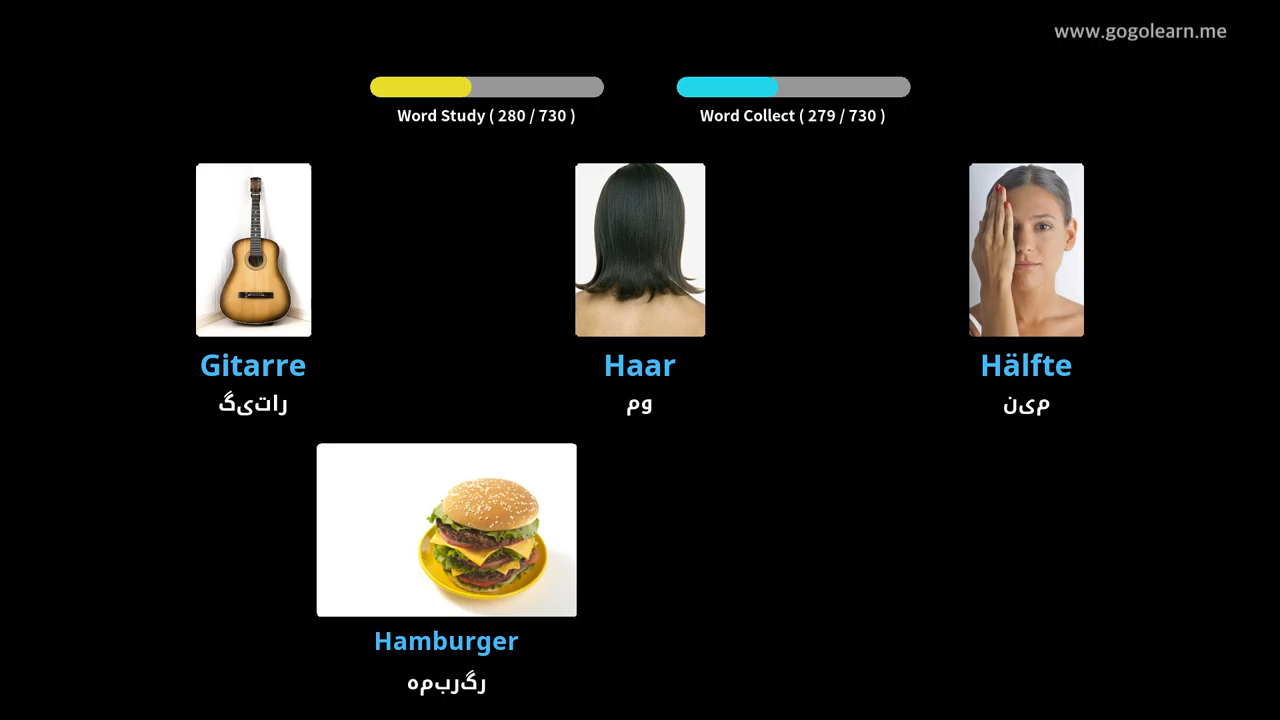 www.gogolearn.me
Word Study ( 280 / 730 )
Word Collect ( 279 / 730 )
Gitarre
راتیگ
Haar
وم
Hälfte
مین
Hamburger
رگربمه